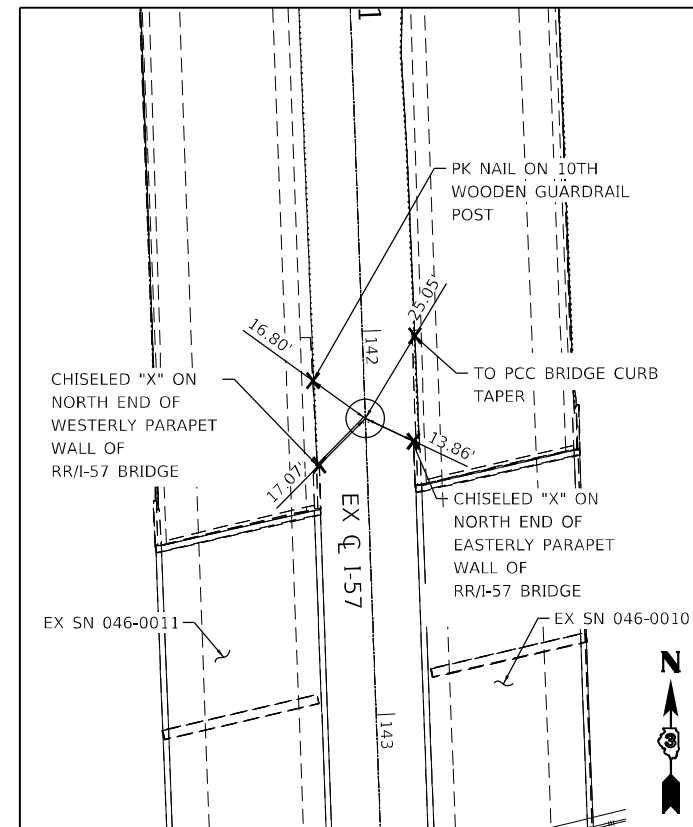 1
PK NAIL ON 10TH
WOODEN GUARDRAIL
POST
25.05'
16.80'
142
TO PCC BRIDGE CURB
TAPER
CHISELED "X" ON
NORTH END OF
WESTERLY PARAPET
WALL OF
RR/I-57 BRIDGE
13.86'
17.07'
CHISELED "X" ON
NORTH END OF
EASTERLY PARAPET
WALL OF
RR/I-57 BRIDGE
EX ℄ I-57
EX SN 046-0011
EX SN 046-0010
N
3
143